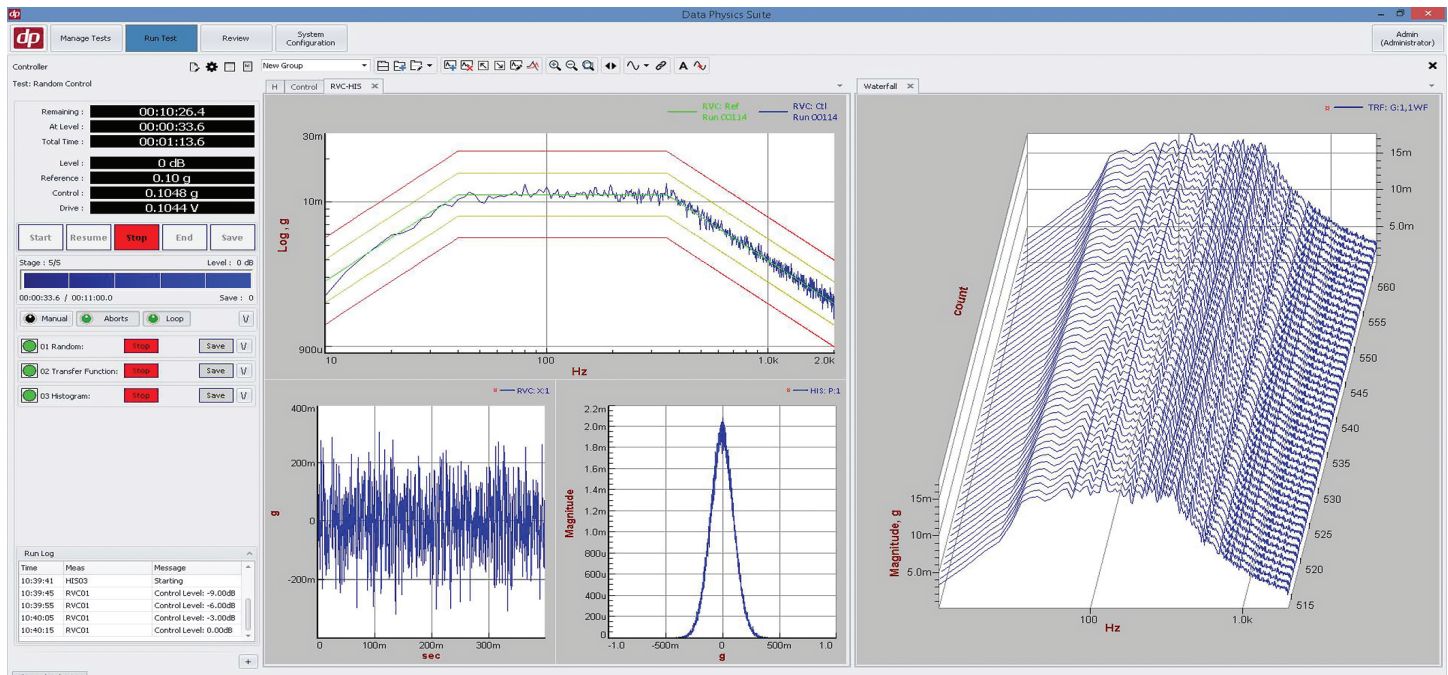 dp Data Physics Suite
dp Manage Tests Run Test Review System Configuration Admin (Administrator)
Controller New Group A
Test: Random Control
H Control RVC-HIS Waterfall
Remaining : 00:10:26.4
At Level : 00:00:33.6
Total Time : 00:01:13.6
Level : 0 dB
Reference : 0.10 g
Control : 0.1048 g
Drive : 0.1044 V
Start Resume Stop End Save
Stage : 5/5 Level : 0 dB
00:00:33.6 / 00:11:00.0 Save : 0
Manual Aborts Loop V
01 Random: Stop Save V
02 Transfer Function: Stop Save V
03 Histogram: Stop Save V
Run Log
Time Meas Message
10:39:41 HIS03 Starting
10:39:45 RVC01 Control Level: -9.00dB
10:39:55 RVC01 Control Level: -6.00dB
10:40:05 RVC01 Control Level: -3.00dB
10:40:15 RVC01 Control Level: 0.00dB
+
RVC: Ref RVC: Ctl
Run 00114 Run 00114
30m
10m
900u
Log , g
10 100 1.0k 2.0k
Hz
RVC: X:1
400m
200m
0
-200m
g
0 100m 200m 300m
sec
HIS: P:1
2.2m
2.0m
1.8m
1.6m
1.4m
1.2m
1.0m
800u
600u
400u
200u
0
Magnitude
-1.0 -500m 0 500m 1.0
g
TRF: G:1,1WF
15m
10m
5.0m
count
560
555
550
545
540
535
530
525
520
515
15m
10m
5.0m
Magnitude, g
100 1.0k
Hz